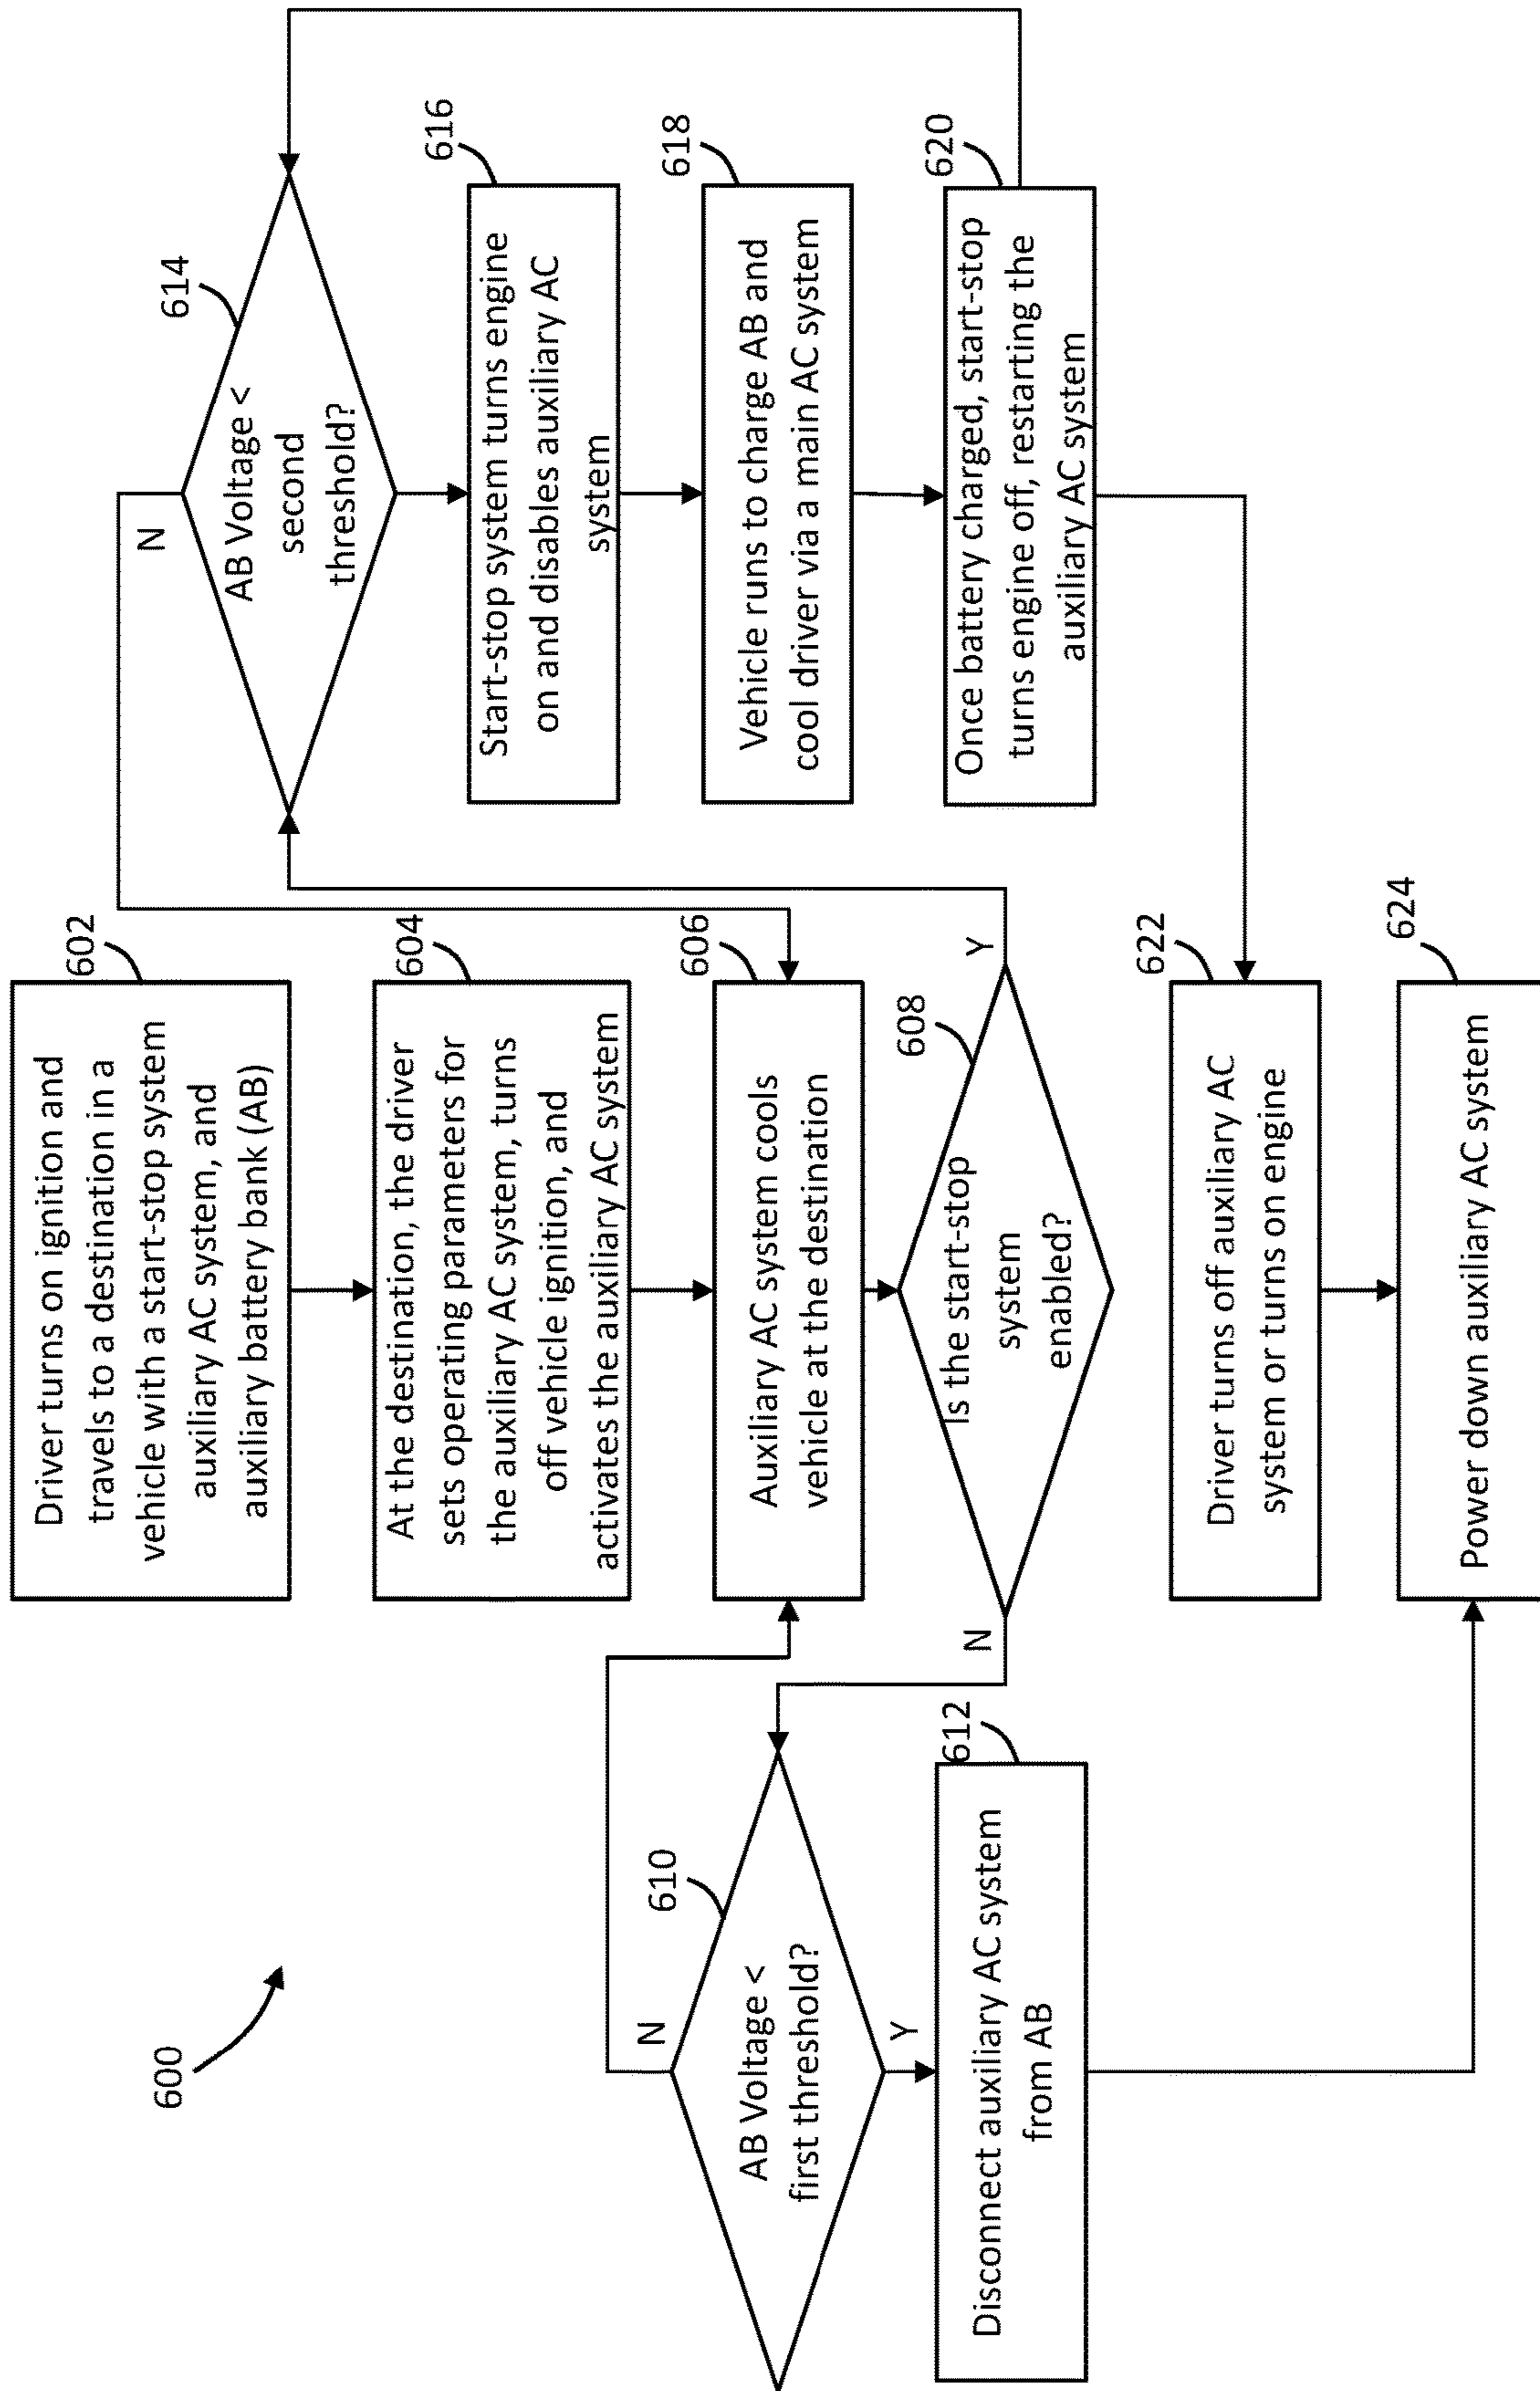 600
602
Driver turns on ignition and
travels to a destination in a
vehicle with a start-stop system
auxiliary AC system, and
auxiliary battery bank (AB)
604
At the destination, the driver
sets operating parameters for
the auxiliary AC system, turns
off vehicle ignition, and
activates the auxiliary AC system
606
Auxiliary AC system cools
vehicle at the destination
608
Is the start-stop
system
enabled?
N
Y
610
AB Voltage <
first threshold?
N
Y
612
Disconnect auxiliary AC system
from AB
614
AB Voltage <
second
threshold?
N
616
Start-stop system turns engine
on and disables auxiliary AC
system
618
Vehicle runs to charge AB and
cool driver via a main AC system
620
Once battery charged, start-stop
turns engine off, restarting the
auxiliary AC system
622
Driver turns off auxiliary AC
system or turns on engine
624
Power down auxiliary AC system